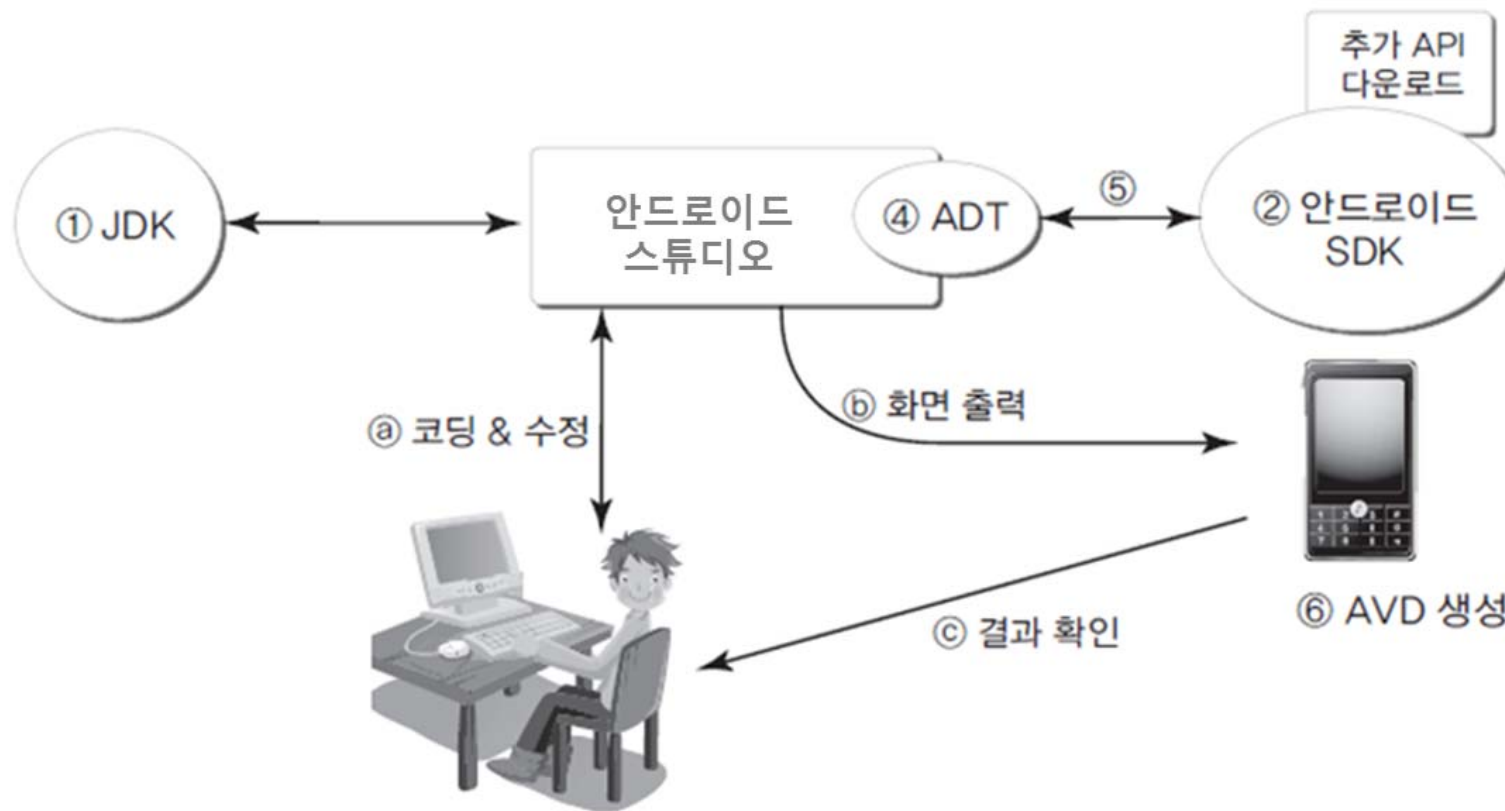 추가 API
다운로드
① JDK
안드로이드
스튜디오
④ ADT
⑤
② 안드로이드
SDK
ⓐ 코딩 & 수정
ⓑ 화면 출력
ⓒ 결과 확인
⑥ AVD 생성